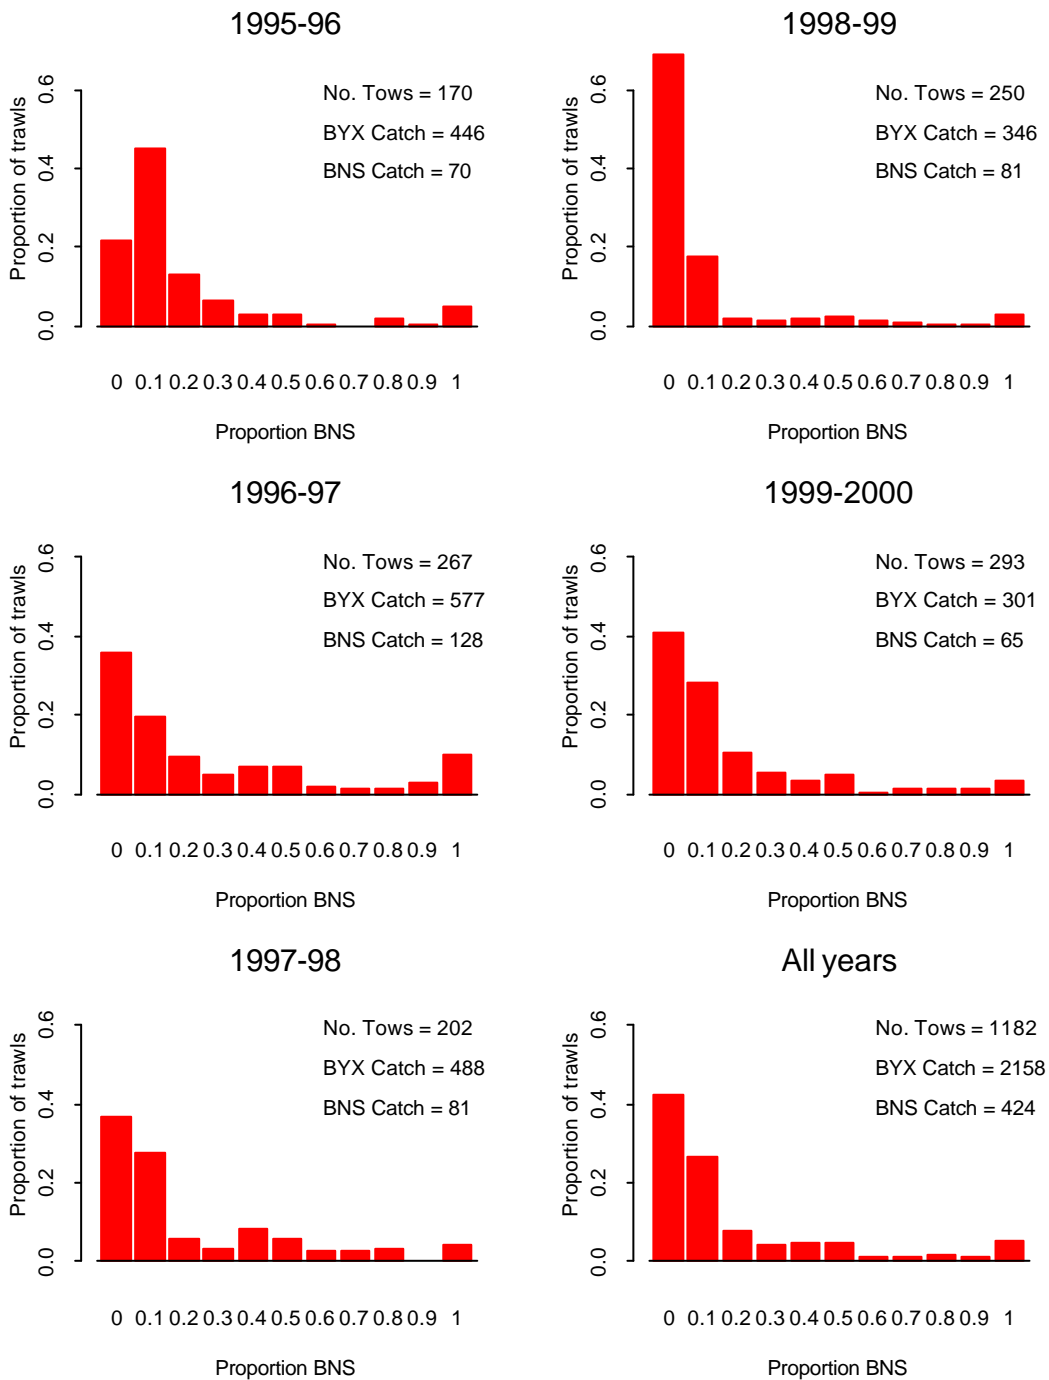 1995-96
Proportion of trawls
0.0 0.2 0.4 0.6
No. Tows = 170
BYX Catch = 446
BNS Catch = 70
0 0.1 0.2 0.3 0.4 0.5 0.6 0.7 0.8 0.9 1
Proportion BNS
1998-99
Proportion of trawls
0.0 0.2 0.4 0.6
No. Tows = 250
BYX Catch = 346
BNS Catch = 81
0 0.1 0.2 0.3 0.4 0.5 0.6 0.7 0.8 0.9 1
Proportion BNS
1996-97
Proportion of trawls
0.0 0.2 0.4 0.6
No. Tows = 267
BYX Catch = 577
BNS Catch = 128
0 0.1 0.2 0.3 0.4 0.5 0.6 0.7 0.8 0.9 1
Proportion BNS
1999-2000
Proportion of trawls
0.0 0.2 0.4 0.6
No. Tows = 293
BYX Catch = 301
BNS Catch = 65
0 0.1 0.2 0.3 0.4 0.5 0.6 0.7 0.8 0.9 1
Proportion BNS
1997-98
Proportion of trawls
0.0 0.2 0.4 0.6
No. Tows = 202
BYX Catch = 488
BNS Catch = 81
0 0.1 0.2 0.3 0.4 0.5 0.6 0.7 0.8 0.9 1
Proportion BNS
All years
Proportion of trawls
0.0 0.2 0.4 0.6
No. Tows = 1182
BYX Catch = 2158
BNS Catch = 424
0 0.1 0.2 0.3 0.4 0.5 0.6 0.7 0.8 0.9 1
Proportion BNS